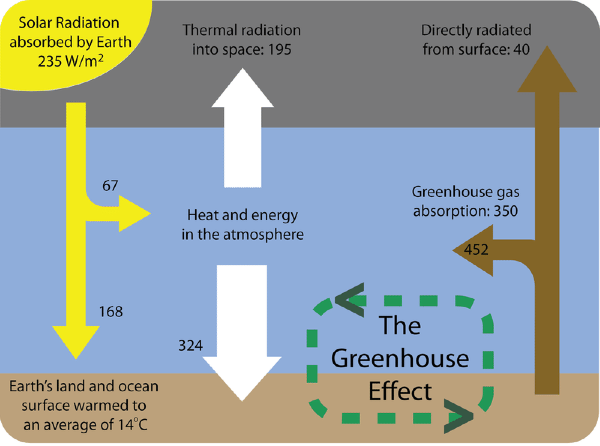 Solar Radiation
absorbed by Earth
235 W/m²
Thermal radiation
into space: 195
Directly radiated
from surface: 40
67
Heat and energy
in the atmosphere
Greenhouse gas
absorption: 350
452
168
324
The
Greenhouse
Effect
Earth's land and ocean
surface warmed to
an average of 14°C